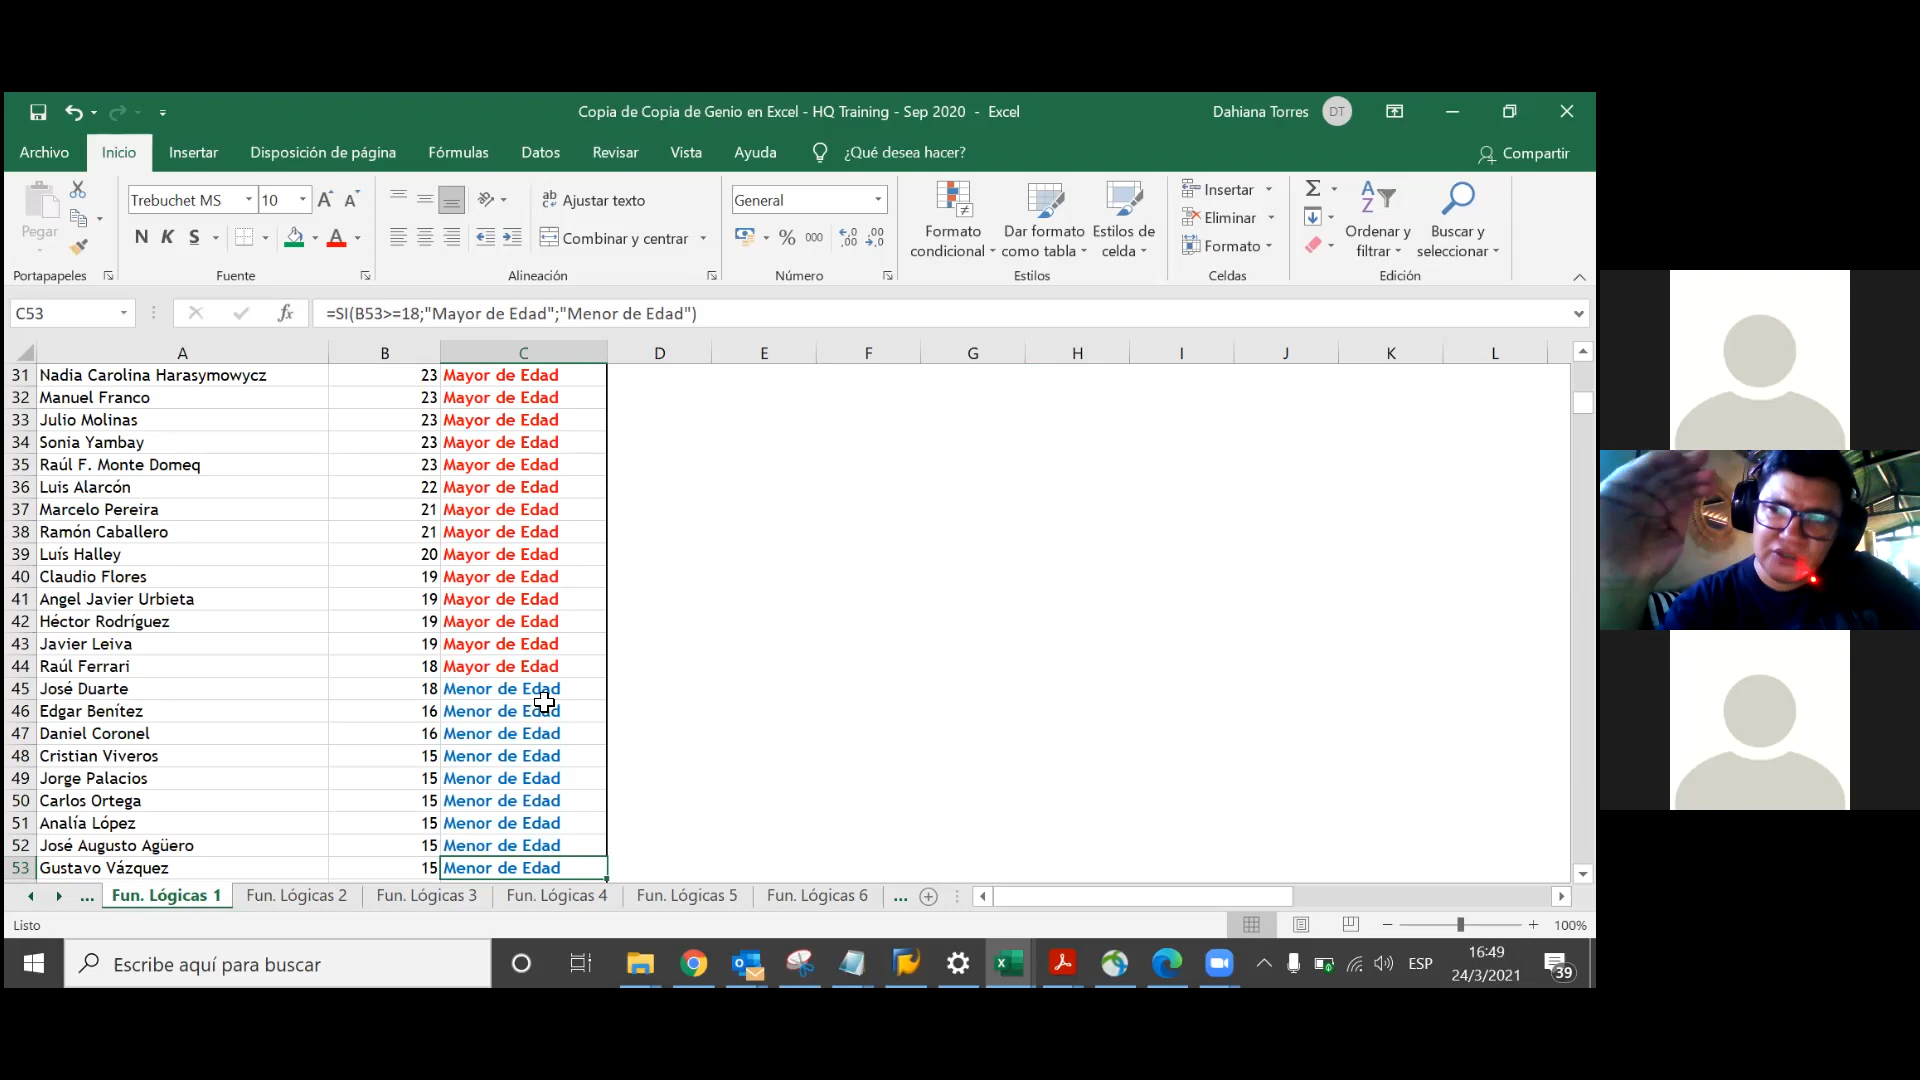 Copia de Copia de Genio en Excel - HQ Training - Sep 2020 - Excel
Dahiana Torres DT
Archivo Inicio Insertar Disposición de página Fórmulas Datos Revisar Vista Ayuda ¿Qué desea hacer? Compartir
Pegar
Portapapeles
Trebuchet MS 10
N K S
Fuente
Ajustar texto
Combinar y centrar
Alineación
General
% 000
Número
Formato condicional
Dar formato como tabla
Estilos de celda
Estilos
Insertar
Eliminar
Formato
Celdas
Ordenar y filtrar
Buscar y seleccionar
Edición
C53 fx =SI(B53>=18;"Mayor de Edad";"Menor de Edad")
A B C D E F G H I J K L
31 Nadia Carolina Harasymowycz 23 Mayor de Edad
32 Manuel Franco 23 Mayor de Edad
33 Julio Molinas 23 Mayor de Edad
34 Sonia Yambay 23 Mayor de Edad
35 Raúl F. Monte Domeq 23 Mayor de Edad
36 Luis Alarcón 22 Mayor de Edad
37 Marcelo Pereira 21 Mayor de Edad
38 Ramón Caballero 21 Mayor de Edad
39 Luís Halley 20 Mayor de Edad
40 Claudio Flores 19 Mayor de Edad
41 Angel Javier Urbieta 19 Mayor de Edad
42 Héctor Rodríguez 19 Mayor de Edad
43 Javier Leiva 19 Mayor de Edad
44 Raúl Ferrari 18 Mayor de Edad
45 José Duarte 18 Menor de Edad
46 Edgar Benítez 16 Menor de Edad
47 Daniel Coronel 16 Menor de Edad
48 Cristian Viveros 15 Menor de Edad
49 Jorge Palacios 15 Menor de Edad
50 Carlos Ortega 15 Menor de Edad
51 Analía López 15 Menor de Edad
52 José Augusto Agüero 15 Menor de Edad
53 Gustavo Vázquez 15 Menor de Edad
... Fun. Lógicas 1 Fun. Lógicas 2 Fun. Lógicas 3 Fun. Lógicas 4 Fun. Lógicas 5 Fun. Lógicas 6 ...
Listo 100%
Escribe aquí para buscar
ESP
16:49
24/3/2021
39